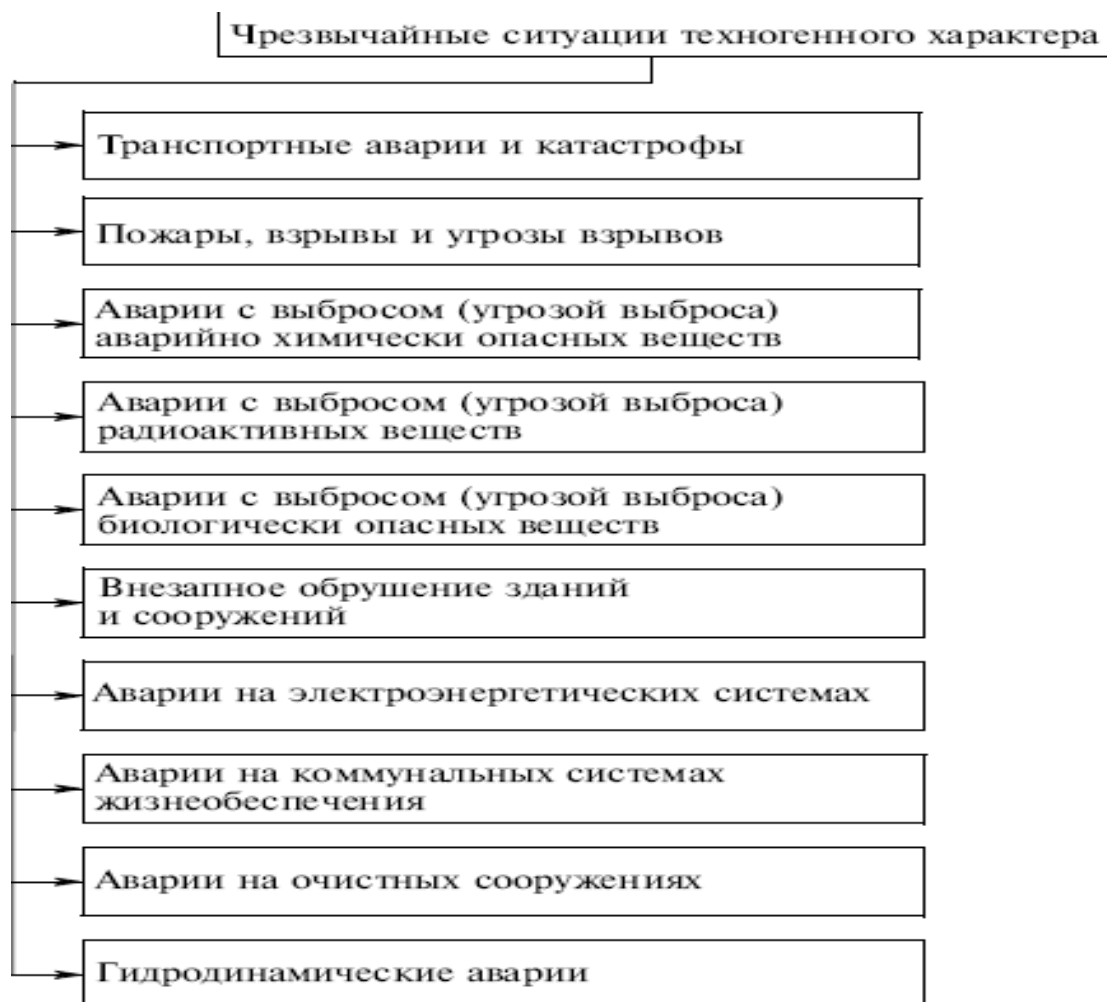 Чрезвычайные ситуации техногенного характера
Транспортные аварии и катастрофы
Пожары, взрывы и угрозы взрывов
Аварии с выбросом (угрозой выброса)
аварийно химически опасных веществ
Аварии с выбросом (угрозой выброса)
радиоактивных веществ
Аварии с выбросом (угрозой выброса)
биологически опасных веществ
Внезапное обрушение зданий
и сооружений
Аварии на электроэнергетических системах
Аварии на коммунальных системах
жизнеобеспечения
Аварии на очистных сооружениях
Гидродинамические аварии